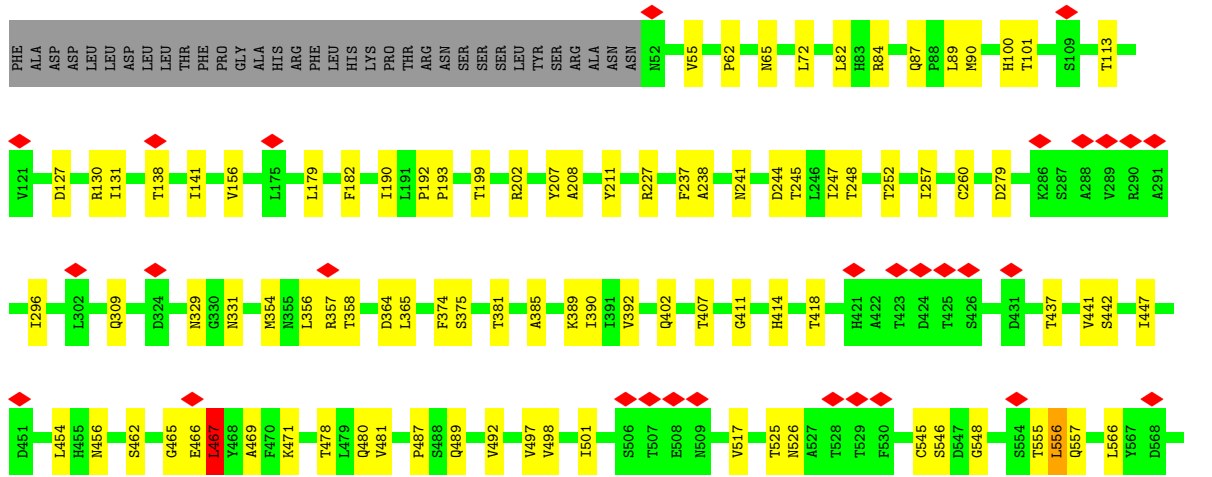 PHE ALA ASP ASP LEU LEU ASP LEU LEU THR PHE PRO GLY ALA HIS ARG PHE LEU HIS LYS PRO THR ARG ASN SER SER SER LEU TYR SER ARG ALA ASN ASN N52 V55 P62 N65 L72 L82 H83 R84 Q87 P88 L89 M90 H100 T101 S109 T113
V121 D127 R130 I131 T138 I141 V156 L175 L179 F182 I190 L191 P192 P193 T199 R202 Y207 A208 Y211 R227 F237 A238 N241 D244 T245 L246 I247 T248 T252 I257 C260 D279 K286 S287 A288 V289 R290 A291
I296 L302 Q309 D324 N329 G330 N331 M354 N355 L356 R357 T358 D364 L365 F374 S375 T381 A385 K389 I390 I391 V392 Q402 T407 G411 H414 T418 H421 A422 T423 D424 T425 S426 D431 T437 V441 S442 I447
D451 L454 H455 N456 S462 G465 E466 L467 Y468 A469 F470 K471 T478 L479 Q480 V481 P487 S488 Q489 V492 V497 V498 I501 S506 T507 E508 N509 V517 T525 N526 A527 T528 T529 F530 C545 S546 D547 G548 S554 T555 L556 Q557 L566 Y567 D568